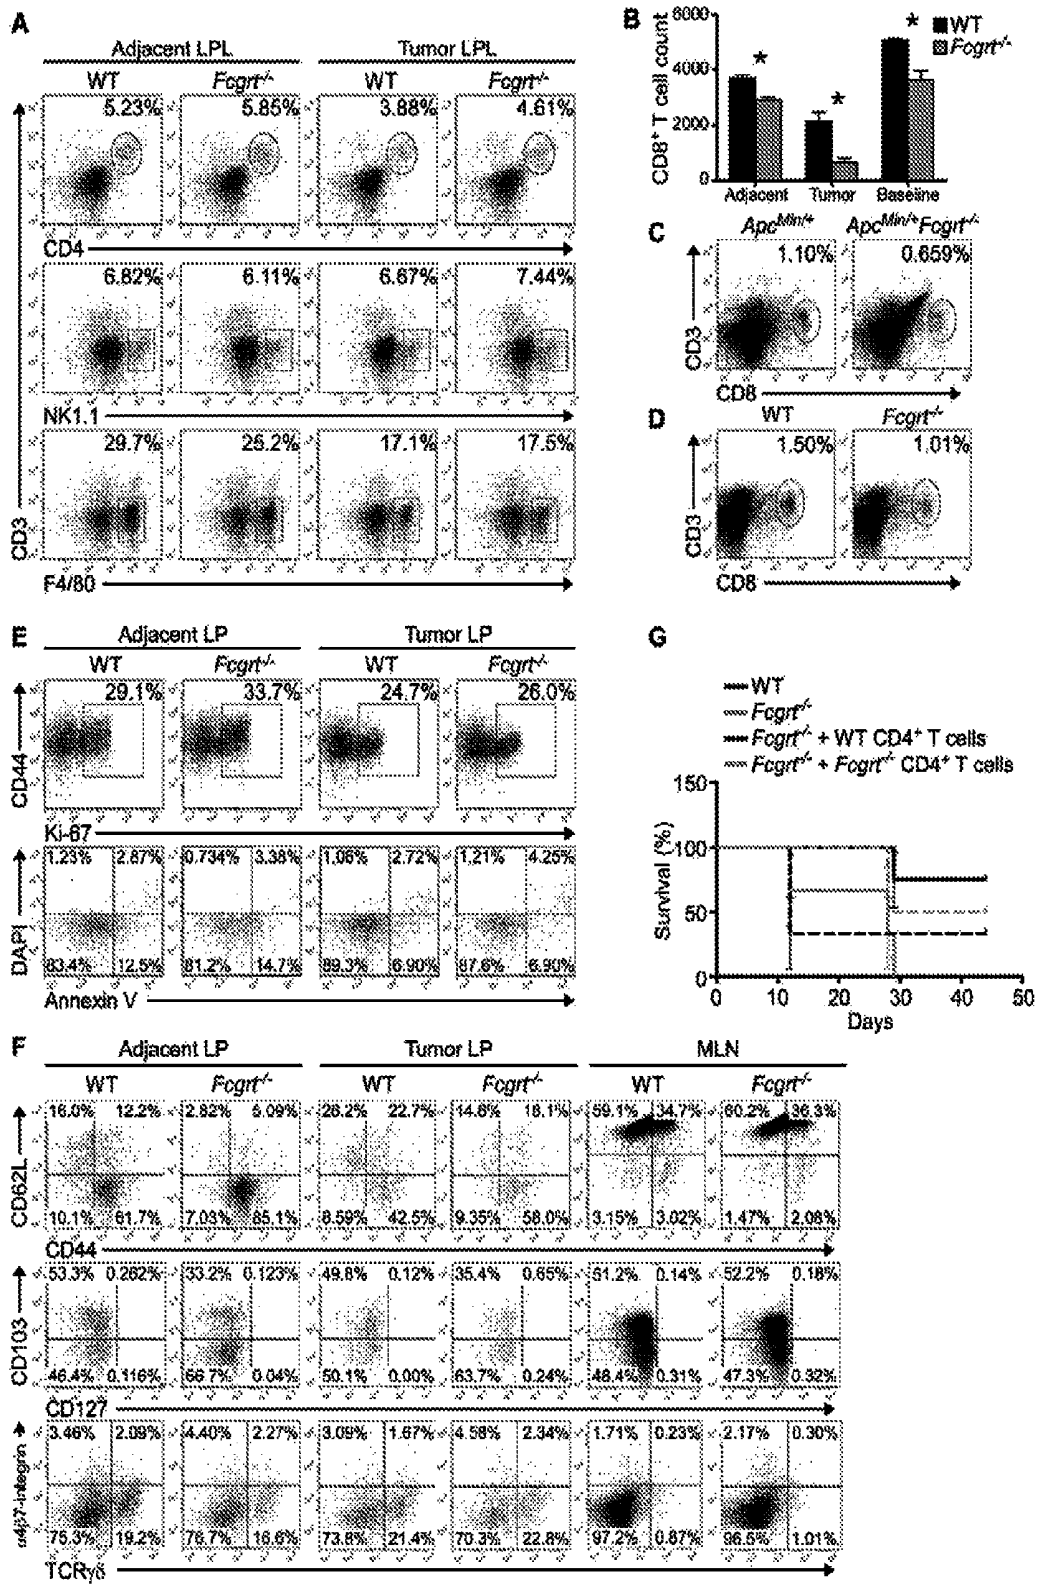 A
Adjacent LPL Tumor LPL
WT Fcgrt-/- WT Fcgrt-/-
5.23% 5.85% 3.88% 4.61%
CD4
6.82% 6.11% 6.67% 7.44%
NK1.1
29.7% 25.2% 17.1% 17.5%
CD3
F4/80
B
WT
Fcgrt-/-
CD8+ T cell count
6000
4000
2000
0
* * *
Adjacent Tumor Baseline
C
ApcMin/+ ApcMin/+Fcgrt-/-
1.10% 0.659%
CD3
CD8
D
WT Fcgrt-/-
1.50% 1.01%
CD3
CD8
E
Adjacent LP Tumor LP
WT Fcgrt-/- WT Fcgrt-/-
29.1% 33.7% 24.7% 26.0%
CD44
Ki-67
1.23% 2.87% 0.734% 3.38% 1.06% 2.72% 1.21% 4.25%
DAPI
83.4% 12.5% 81.2% 14.7% 89.3% 6.90% 87.6% 6.90%
Annexin V
G
WT
Fcgrt-/-
Fcgrt-/- + WT CD4+ T cells
Fcgrt-/- + Fcgrt-/- CD4+ T cells
Survival (%)
150
100
50
0
0 10 20 30 40 50
Days
F
Adjacent LP Tumor LP MLN
WT Fcgrt-/- WT Fcgrt-/- WT Fcgrt-/-
16.0% 12.2% 2.82% 5.09% 26.2% 22.7% 14.6% 18.1% 59.1% 34.7% 60.2% 36.3%
CD62L
10.1% 61.7% 7.03% 85.1% 8.59% 42.5% 9.35% 58.0% 3.15% 3.02% 1.47% 2.08%
CD44
53.3% 0.262% 33.2% 0.123% 49.8% 0.12% 35.4% 0.65% 51.2% 0.14% 52.2% 0.18%
CD103
46.4% 0.116% 66.7% 0.04% 50.1% 0.00% 63.7% 0.24% 48.4% 0.31% 47.3% 0.32%
CD127
3.46% 2.09% 4.40% 2.27% 3.09% 1.67% 4.58% 2.34% 1.71% 0.23% 2.17% 0.30%
α4β7-integrin
75.3% 19.2% 76.7% 16.6% 73.8% 21.4% 70.3% 22.8% 97.2% 0.87% 96.5% 1.01%
TCRγδ